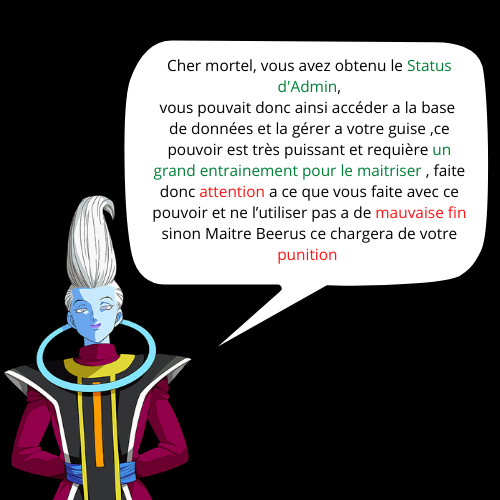 Cher mortel, vous avez obtenu le Status
d'Admin,
vous pouvait donc ainsi accéder a la base
de données et la gérer a votre guise ,ce
pouvoir est très puissant et requière un
grand entrainement pour le maitriser , faite
donc attention a ce que vous faite avec ce
pouvoir et ne l’utiliser pas a de mauvaise fin
sinon Maitre Beerus ce chargera de votre
punition